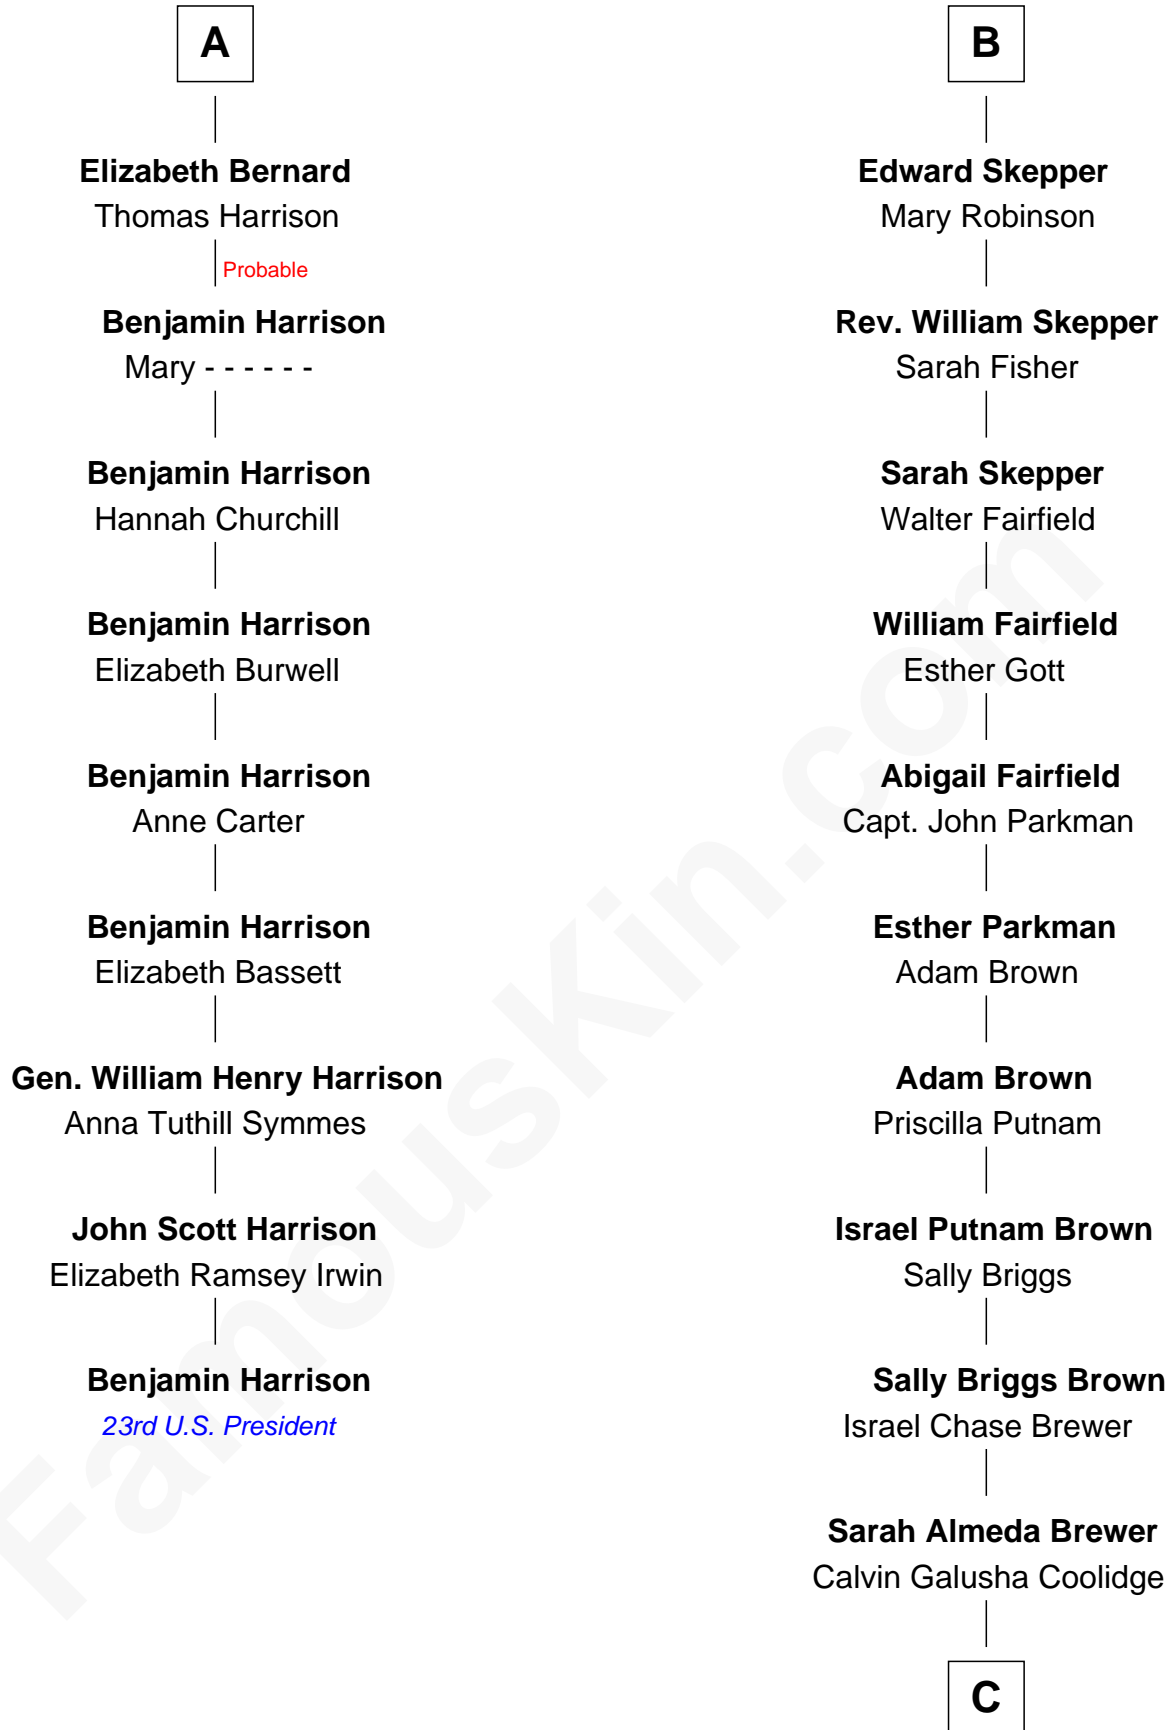 A
Elizabeth Bernard
Thomas Harrison
Probable
Benjamin Harrison
Mary - - - - - -
Benjamin Harrison
Hannah Churchill
Benjamin Harrison
Elizabeth Burwell
Benjamin Harrison
Anne Carter
Benjamin Harrison
Elizabeth Bassett
Gen. William Henry Harrison
Anna Tuthill Symmes
John Scott Harrison
Elizabeth Ramsey Irwin
Benjamin Harrison
23rd U.S. President
B
Edward Skepper
Mary Robinson
Rev. William Skepper
Sarah Fisher
Sarah Skepper
Walter Fairfield
William Fairfield
Esther Gott
Abigail Fairfield
Capt. John Parkman
Esther Parkman
Adam Brown
Adam Brown
Priscilla Putnam
Israel Putnam Brown
Sally Briggs
Sally Briggs Brown
Israel Chase Brewer
Sarah Almeda Brewer
Calvin Galusha Coolidge
C
FamousKin.com